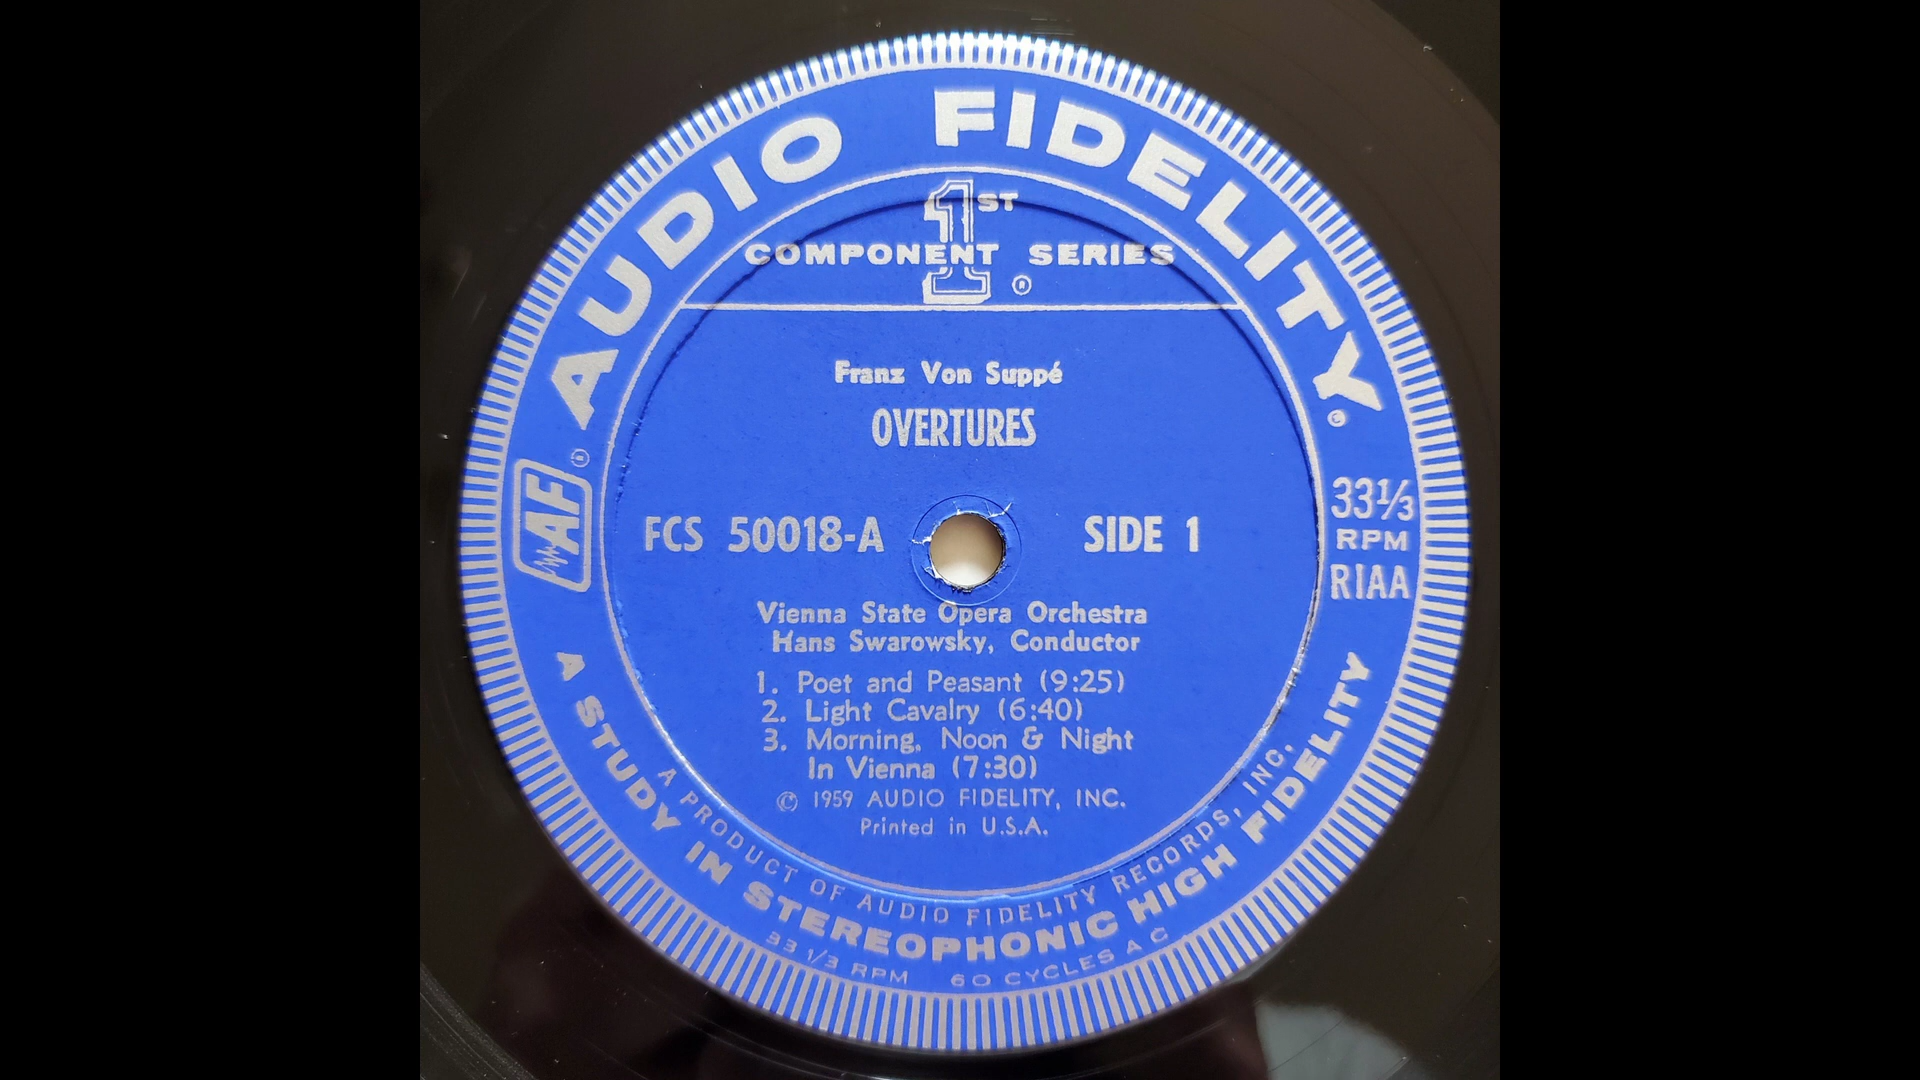 AUDIO FIDELITY ®
1ST
COMPONENT SERIES
®
Franz Von Suppé
OVERTURES
AF ®
FCS 50018-A
SIDE 1
33⅓
RPM
RIAA
Vienna State Opera Orchestra
Hans Swarowsky, Conductor
1. Poet and Peasant (9:25)
2. Light Cavalry (6:40)
3. Morning, Noon & Night
In Vienna (7:30)
© 1959 AUDIO FIDELITY, INC.
Printed in U.S.A.
A PRODUCT OF AUDIO FIDELITY RECORDS, INC.
A STUDY IN STEREOPHONIC HIGH FIDELITY
33 1/3 RPM 60 CYCLES A C